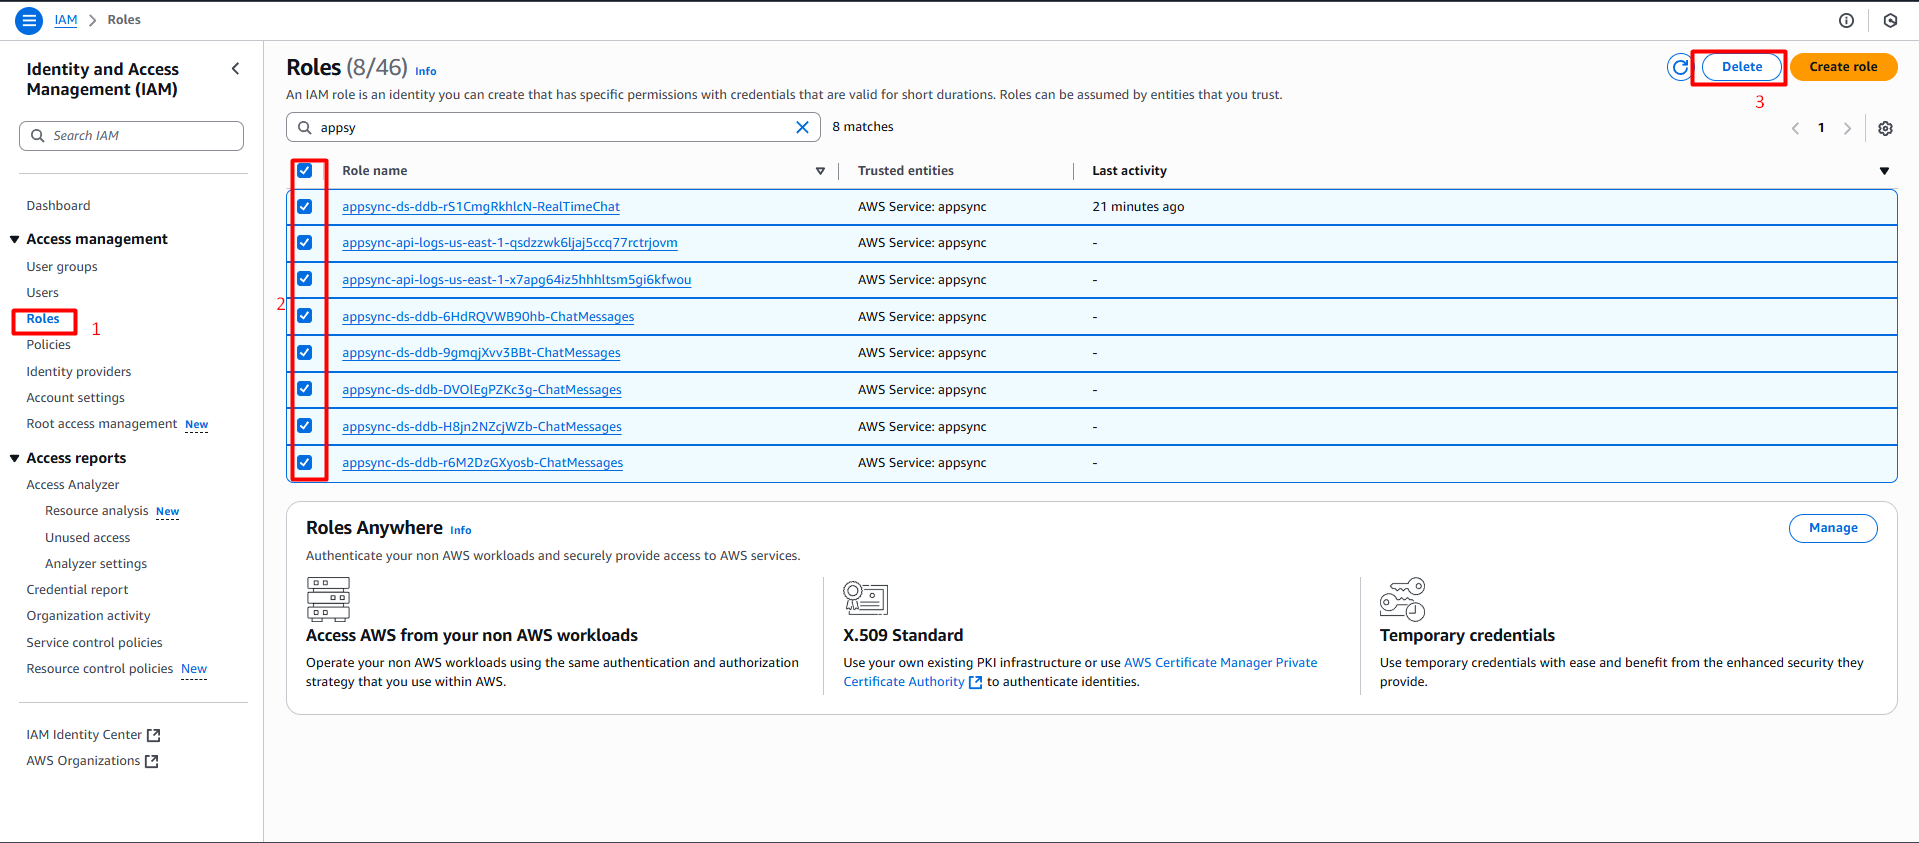 IAM > Roles
Identity and Access
Management (IAM)
Search IAM
Dashboard
Access management
User groups
Users
Roles
1
Policies
Identity providers
Account settings
Root access management New
Access reports
Access Analyzer
Resource analysis New
Unused access
Analyzer settings
Credential report
Organization activity
Service control policies
Resource control policies New
IAM Identity Center
AWS Organizations
Roles (8/46) Info
Delete
Create role
3
An IAM role is an identity you can create that has specific permissions with credentials that are valid for short durations. Roles can be assumed by entities that you trust.
appsy
8 matches
1
Role name Trusted entities Last activity
appsync-ds-ddb-rS1CmgRkhlcN-RealTimeChat AWS Service: appsync 21 minutes ago
appsync-api-logs-us-east-1-qsdzzwk6ljaj5ccq77rctrjovm AWS Service: appsync -
appsync-api-logs-us-east-1-x7apg64iz5hhhltsm5gi6kfwou AWS Service: appsync -
2
appsync-ds-ddb-6HdRQVWB90hb-ChatMessages AWS Service: appsync -
appsync-ds-ddb-9gmqjXvv3BBt-ChatMessages AWS Service: appsync -
appsync-ds-ddb-DVOlEgPZKc3g-ChatMessages AWS Service: appsync -
appsync-ds-ddb-H8jn2NZcjWZb-ChatMessages AWS Service: appsync -
appsync-ds-ddb-r6M2DzGXyosb-ChatMessages AWS Service: appsync -
Roles Anywhere Info
Manage
Authenticate your non AWS workloads and securely provide access to AWS services.
Access AWS from your non AWS workloads
Operate your non AWS workloads using the same authentication and authorization
strategy that you use within AWS.
X.509 Standard
Use your own existing PKI infrastructure or use AWS Certificate Manager Private
Certificate Authority to authenticate identities.
Temporary credentials
Use temporary credentials with ease and benefit from the enhanced security they
provide.